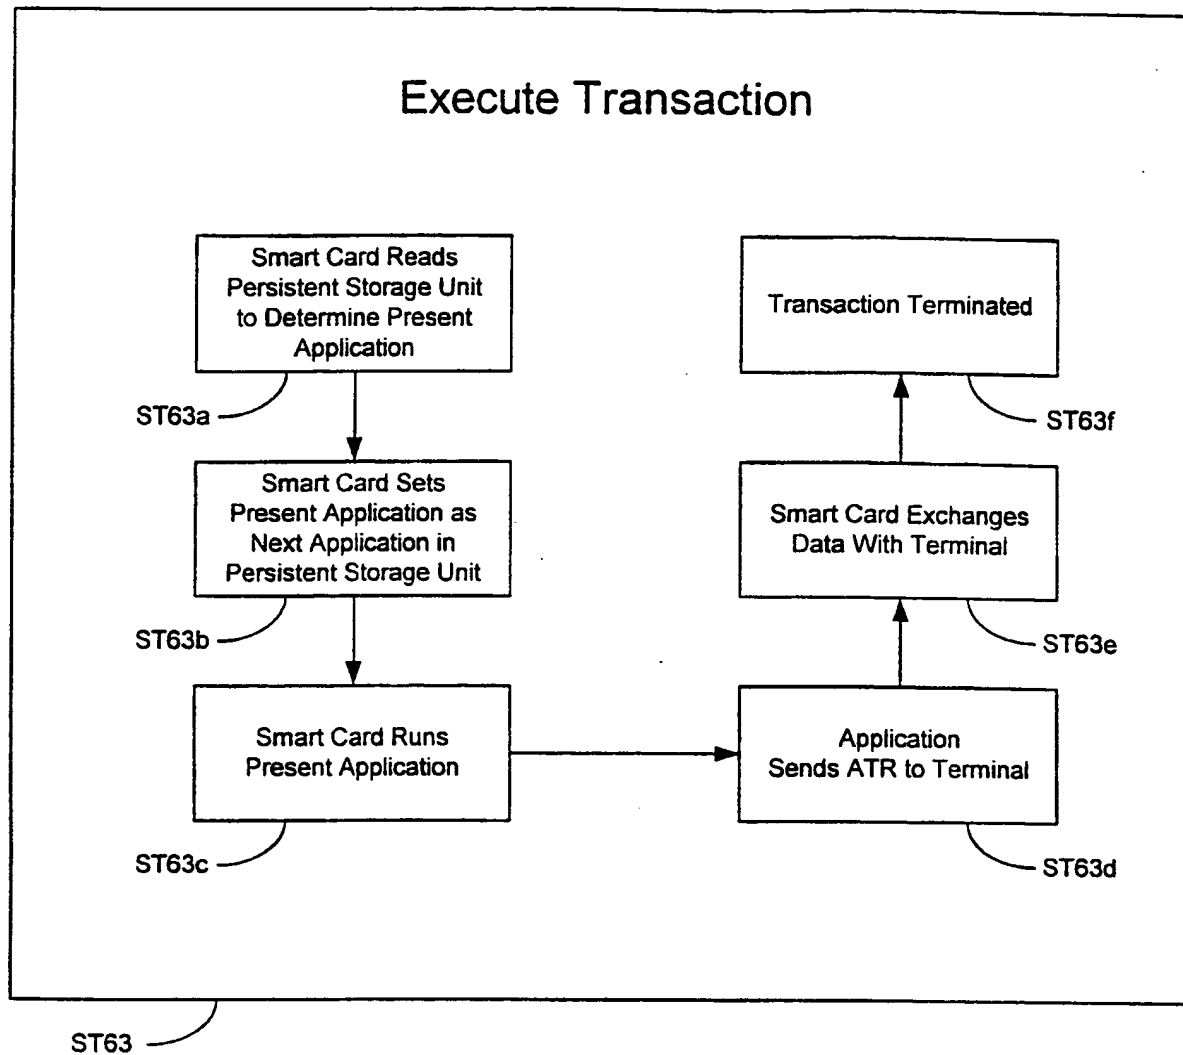 Execute Transaction
Smart Card Reads
Persistent Storage Unit
to Determine Present
Application
ST63a
Smart Card Sets
Present Application as
Next Application in
Persistent Storage Unit
ST63b
Smart Card Runs
Present Application
ST63c
Application
Sends ATR to Terminal
ST63d
Smart Card Exchanges
Data With Terminal
ST63e
Transaction Terminated
ST63f
ST63